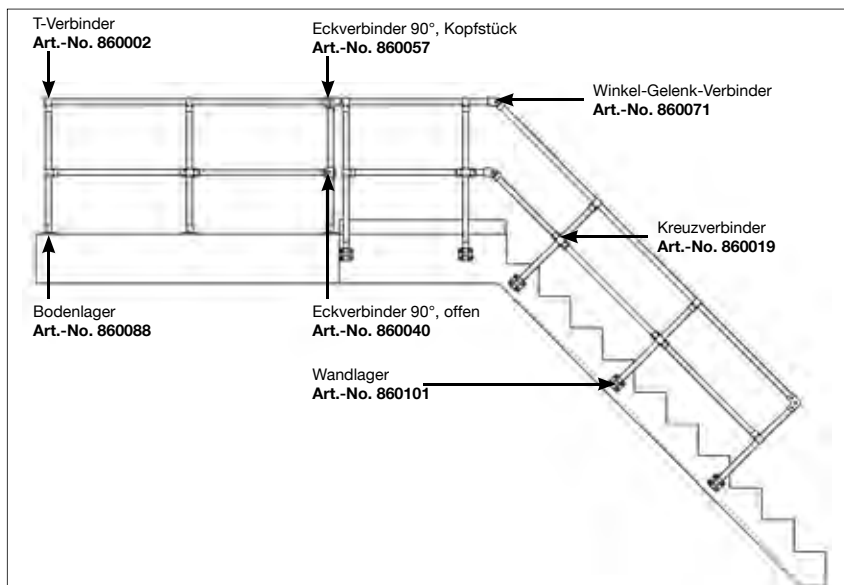 T-Verbinder
Art.-No. 860002
Eckverbinder 90°, Kopfstück
Art.-No. 860057
Winkel-Gelenk-Verbinder
Art.-No. 860071
Kreuzverbinder
Art.-No. 860019
Bodenlager
Art.-No. 860088
Eckverbinder 90°, offen
Art.-No. 860040
Wandlager
Art.-No. 860101